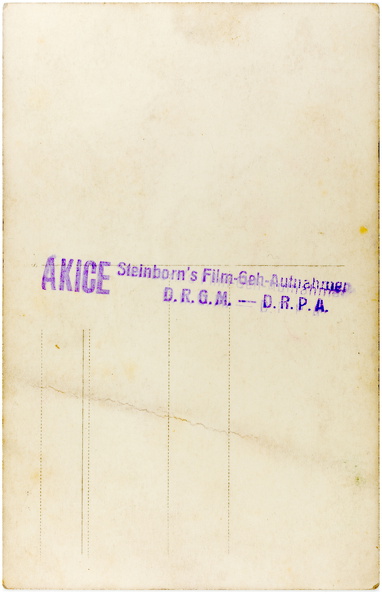 AKICE Steinborn's Film-Geh-Aufnahmen
D.R.G.M. — D.R.P.A.